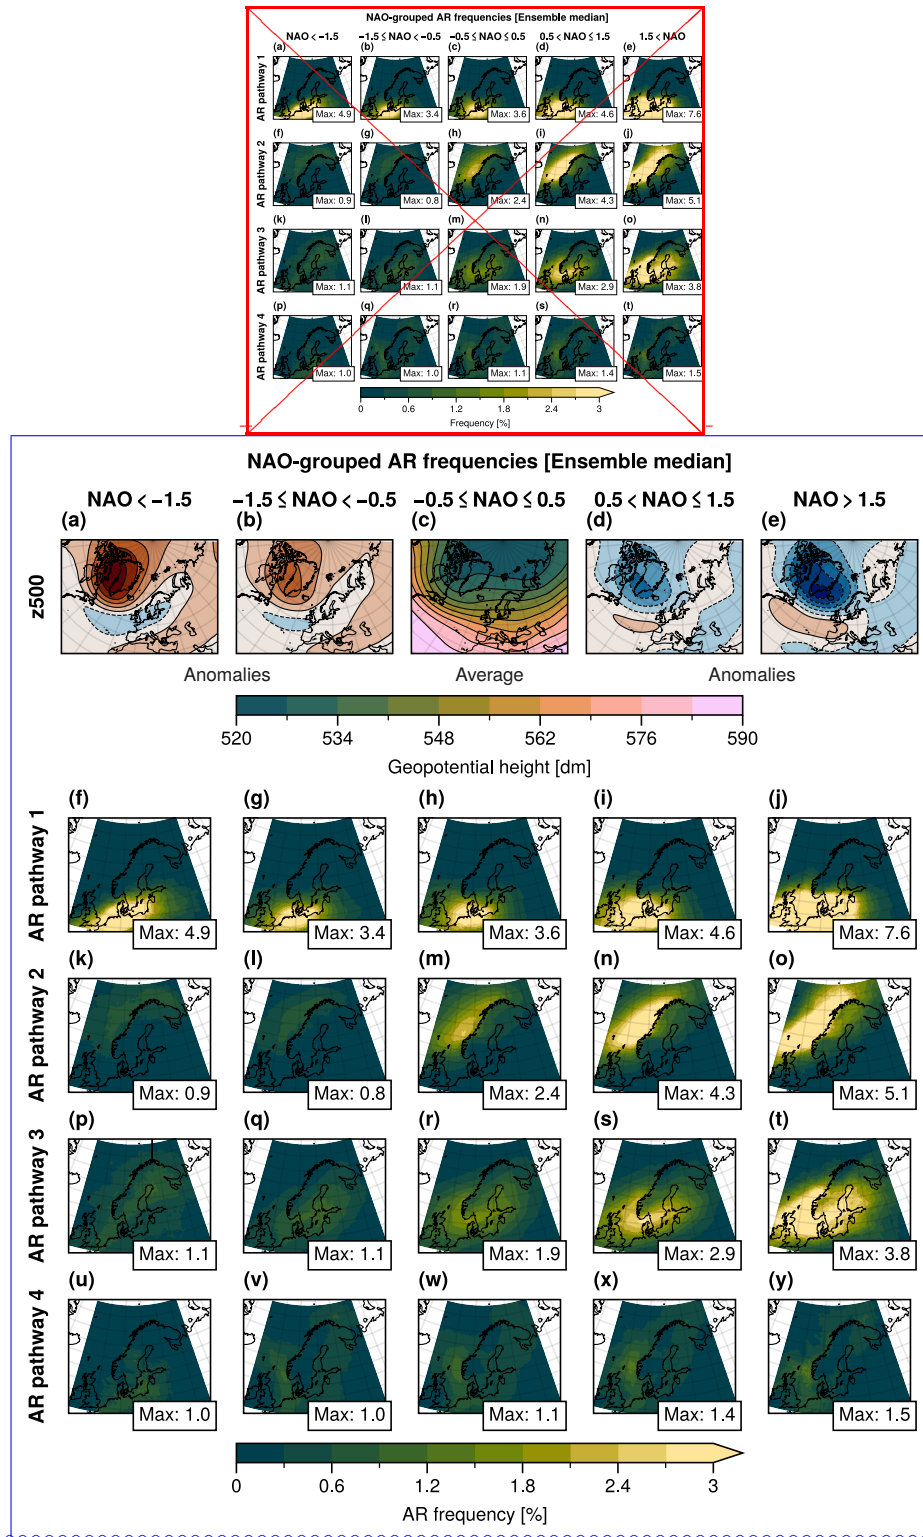 NAO-grouped AR frequencies [Ensemble median]
NAO < −1.5 −1.5 ≤ NAO < −0.5 −0.5 ≤ NAO ≤ 0.5 0.5 < NAO ≤ 1.5 1.5 < NAO
(a) (b) (c) (d) (e)
AR pathway 1
Max: 4.9 Max: 3.4 Max: 3.6 Max: 4.6 Max: 7.6
(f) (g) (h) (i) (j)
AR pathway 2
Max: 0.9 Max: 0.8 Max: 2.4 Max: 4.3 Max: 5.1
(k) (l) (m) (n) (o)
AR pathway 3
Max: 1.1 Max: 1.1 Max: 1.9 Max: 2.9 Max: 3.8
(p) (q) (r) (s) (t)
AR pathway 4
Max: 1.0 Max: 1.0 Max: 1.1 Max: 1.4 Max: 1.5
0 0.6 1.2 1.8 2.4 3
Frequency [%]
NAO-grouped AR frequencies [Ensemble median]
NAO < −1.5 −1.5 ≤ NAO < −0.5 −0.5 ≤ NAO ≤ 0.5 0.5 < NAO ≤ 1.5 NAO > 1.5
(a) (b) (c) (d) (e)
z500
Anomalies Average Anomalies
520 534 548 562 576 590
Geopotential height [dm]
(f) (g) (h) (i) (j)
AR pathway 1
Max: 4.9 Max: 3.4 Max: 3.6 Max: 4.6 Max: 7.6
(k) (l) (m) (n) (o)
AR pathway 2
Max: 0.9 Max: 0.8 Max: 2.4 Max: 4.3 Max: 5.1
(p) (q) (r) (s) (t)
AR pathway 3
Max: 1.1 Max: 1.1 Max: 1.9 Max: 2.9 Max: 3.8
(u) (v) (w) (x) (y)
AR pathway 4
Max: 1.0 Max: 1.0 Max: 1.1 Max: 1.4 Max: 1.5
0 0.6 1.2 1.8 2.4 3
AR frequency [%]